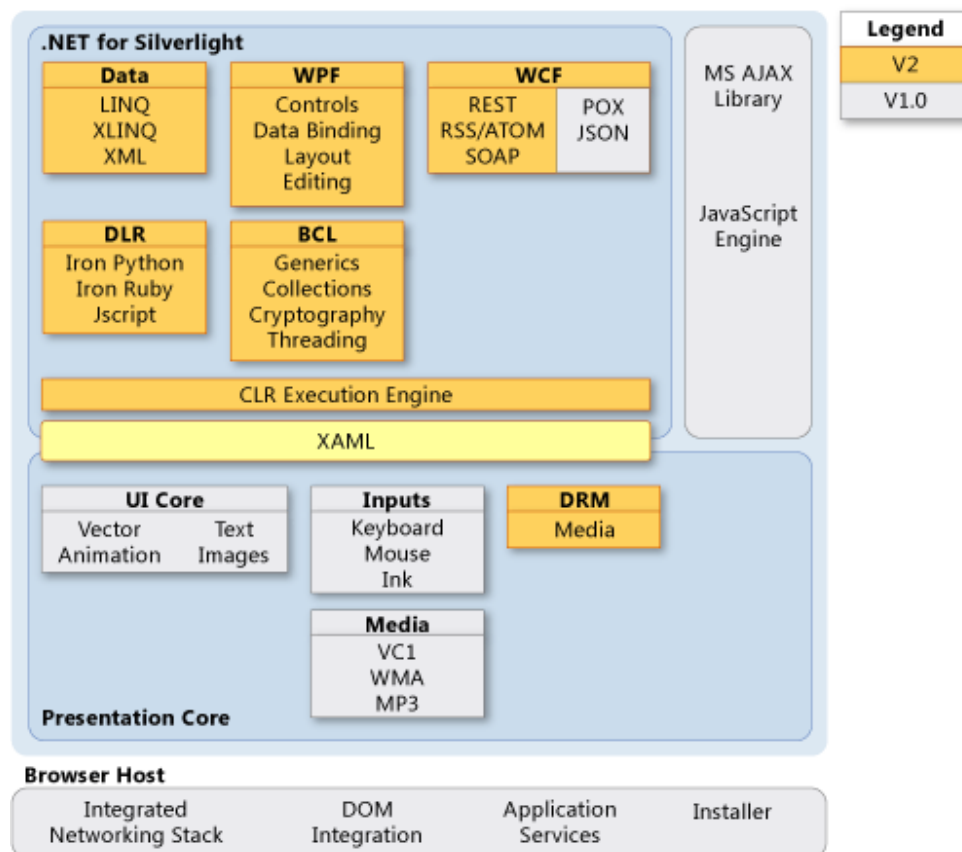 .NET for Silverlight
Data
LINQ
XLINQ
XML
WPF
Controls
Data Binding
Layout
Editing
WCF
REST
RSS/ATOM
SOAP
POX
JSON
DLR
Iron Python
Iron Ruby
Jscript
BCL
Generics
Collections
Cryptography
Threading
CLR Execution Engine
XAML
MS AJAX
Library
JavaScript
Engine
Legend
V2
V1.0
UI Core
Vector
Animation
Text
Images
Inputs
Keyboard
Mouse
Ink
DRM
Media
Media
VC1
WMA
MP3
Presentation Core
Browser Host
Integrated
Networking Stack
DOM
Integration
Application
Services
Installer